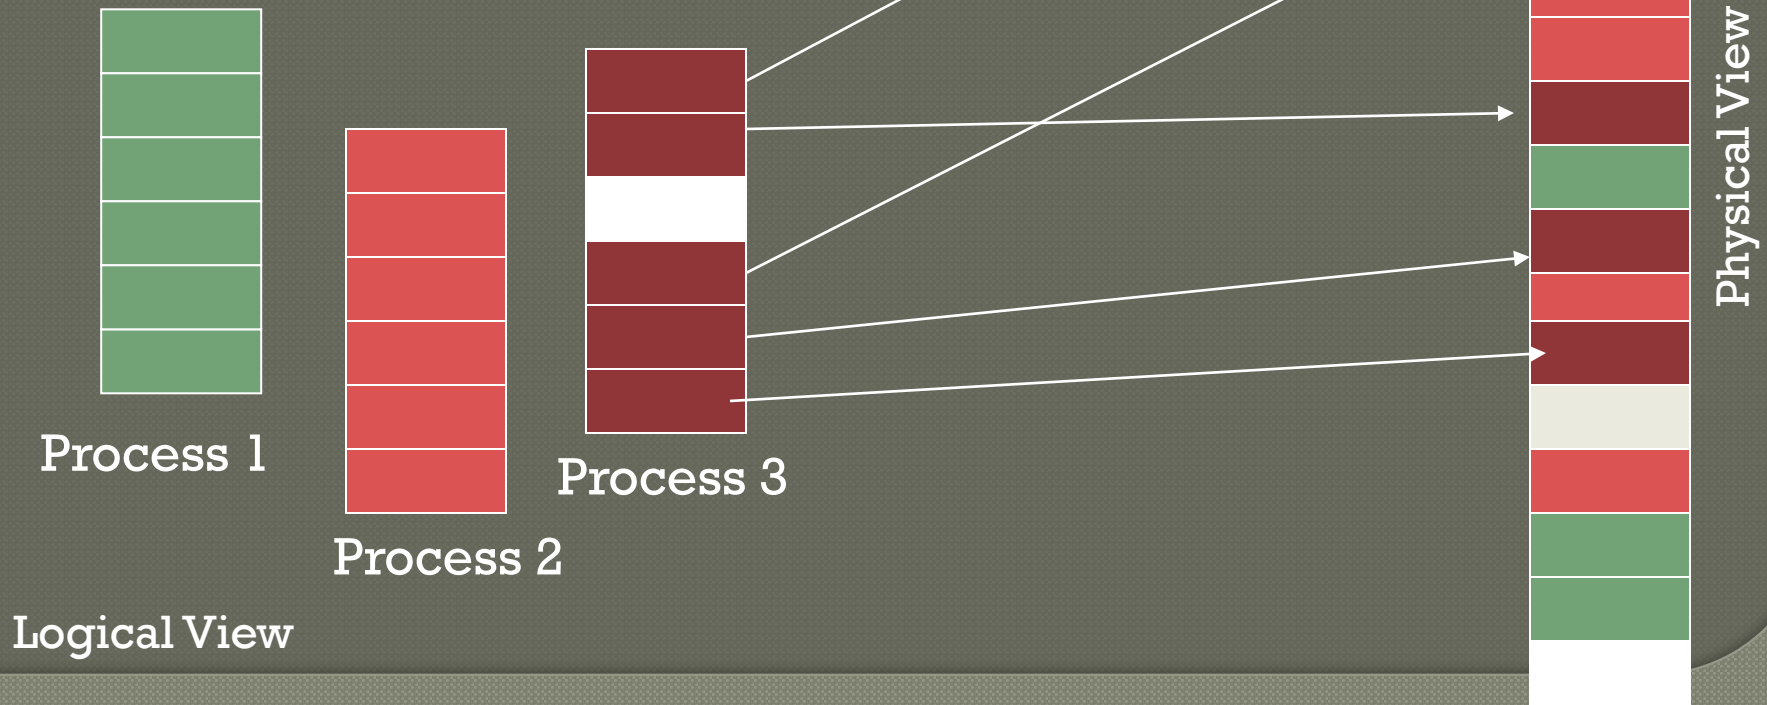 Process 1
Process 2
Process 3
Logical View
Physical View